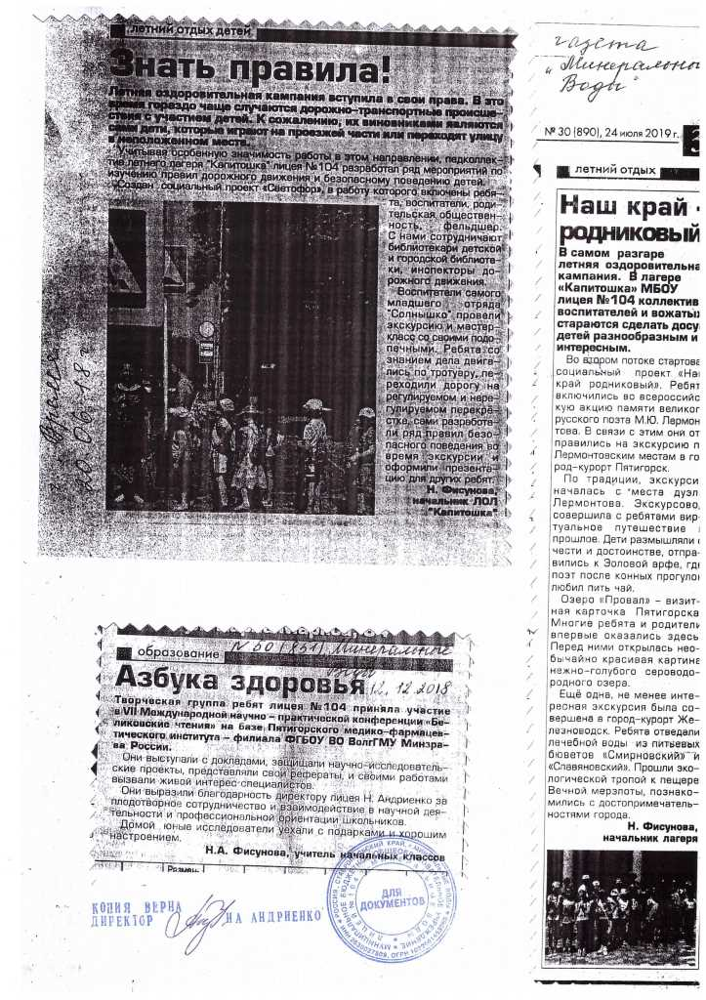 летний отдых детей
Знать правила!
Летняя оздоровительная кампания вступила в свои права. В это
время гораздо чаще случаются дорожно-транспортные происше-
ствия с участием детей. К сожалению, их виновниками являются
сами дети, которые играют на проезжей части или переходят улицу
в неположенном месте.
Учитывая особенную значимость работы в этом направлении, педколлек-
тив летнего лагеря "Капитошка" лицея №104 разработал ряд мероприятий по
изучению правил дорожного движения и безопасному поведению детей.
Создан социальный проект «Светофор», в работу которого включены ребя-
та, воспитатели, роди-
тельская обществен-
ность, фельдшер.
С нами сотрудничают
библиотекари детской
и городской библиоте-
ки, инспекторы до-
рожного движения.
Воспитатели самого
младшего отряда
"Солнышко" провели
экскурсию и мастер-
класс со своими подо-
печными. Ребята со
знанием дела двига-
лись по тротуару, пе-
реходили дорогу на
регулируемом и нере-
гулируемом перекре-
стке, сами разработа-
ли ряд правил безо-
пасного поведения во
время экскурсии и
оформили презента-
цию для других ребят.
Н. Фисунова,
начальник ЛОЛ
"Капитошка"
образование
N 50 (851) Минеральные
Воды
12.12.2018
Азбука здоровья
Творческая группа ребят лицея №104 приняла участие
в VII Международной научно – практической конференции «Бе-
ликовские чтения» на базе Пятигорского медико-фармацев-
тического института – филиала ФГБОУ ВО ВолгГМУ Минздра-
ва России.
Они выступали с докладами, защищали научно-исследователь-
ские проекты, представляли свои рефераты, и своими работами
вызвали живой интерес специалистов.
Они выразили благодарность директору лицея Н. Андриенко за
плодотворное сотрудничество и взаимодействие в научной дея-
тельности и профессиональной ориентации школьников.
Домой юные исследователи уехали с подарками и хорошим
настроением.
Н.А. Фисунова, учитель начальных классов
КОПИЯ ВЕРНА
ДИРЕКТОР НА АНДРИЕНКО
ДЛЯ
ДОКУМЕНТОВ
газета
"Минеральные
Воды"
№ 30 (890), 24 июля 2019 г.
летний отдых
Наш край -
родниковый
В самом разгаре
летняя оздоровительна
кампания. В лагере
«Капитошка» МБОУ
лицея №104 коллектив
воспитателей и вожатых
стараются сделать досу
детей разнообразным и
интересным.
Во втором потоке стартова
социальный проект «Наш
край родниковый». Ребят
включились во всероссийс
кую акцию памяти великог
русского поэта М.Ю. Лермон
това. В связи с этим они от
правились на экскурсию п
Лермонтовским местам в го
род-курорт Пятигорск.
По традиции, экскурси
началась с места дуэл
Лермонтова. Экскурсово,
совершила с ребятами вир
туальное путешествие
прошлое. Дети размышляли о
чести и достоинстве, отпра-
вились к Эоловой арфе, где
поэт после конных прогулок
любил пить чай.
Озеро «Провал» – визит-
ная карточка Пятигорска
Многие ребята и родители
впервые оказались здесь
Перед ними открылась нео-
бычайно красивая картина
нежно-голубого сероводо-
родного озера.
Ещё одна, не менее инте-
ресная экскурсия была со-
вершена в город-курорт Же-
лезноводск. Ребята отведали
лечебной воды из питьевых
бюветов «Смирновский» и
«Славяновский». Прошли эко-
логической тропой к пещере
Вечной мерзлоты, познако-
мились с достопримечатель-
ностями города.
Н. Фисунова,
начальник лагеря